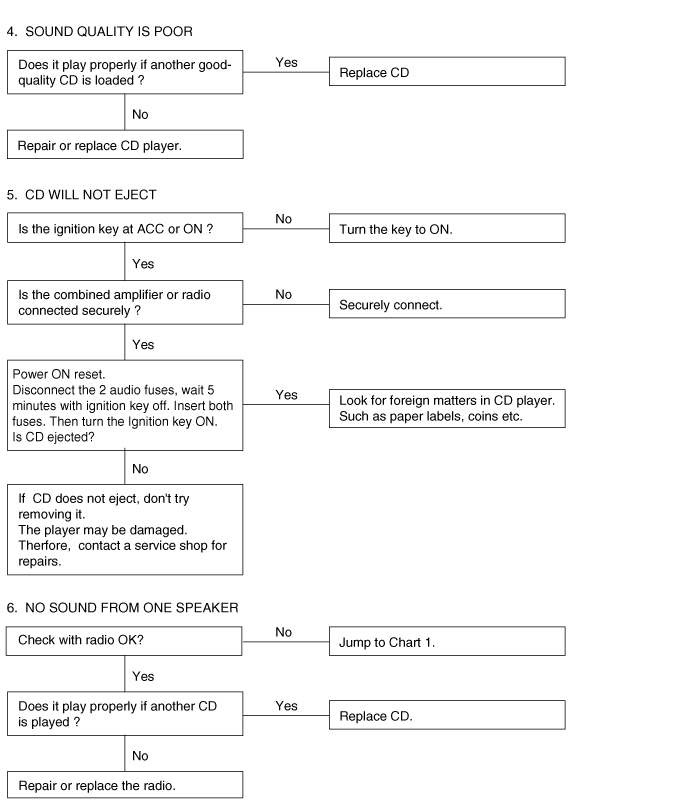 4. SOUND QUALITY IS POOR
Does it play properly if another good-
quality CD is loaded ?
Yes
Replace CD
No
Repair or replace CD player.
5. CD WILL NOT EJECT
Is the ignition key at ACC or ON ?
No
Turn the key to ON.
Yes
Is the combined amplifier or radio
connected securely ?
No
Securely connect.
Yes
Power ON reset.
Disconnect the 2 audio fuses, wait 5
minutes with ignition key off. Insert both
fuses. Then turn the Ignition key ON.
Is CD ejected?
Yes
Look for foreign matters in CD player.
Such as paper labels, coins etc.
No
If CD does not eject, don't try
removing it.
The player may be damaged.
Therfore, contact a service shop for
repairs.
6. NO SOUND FROM ONE SPEAKER
Check with radio OK?
No
Jump to Chart 1.
Yes
Does it play properly if another CD
is played ?
Yes
Replace CD.
No
Repair or replace the radio.